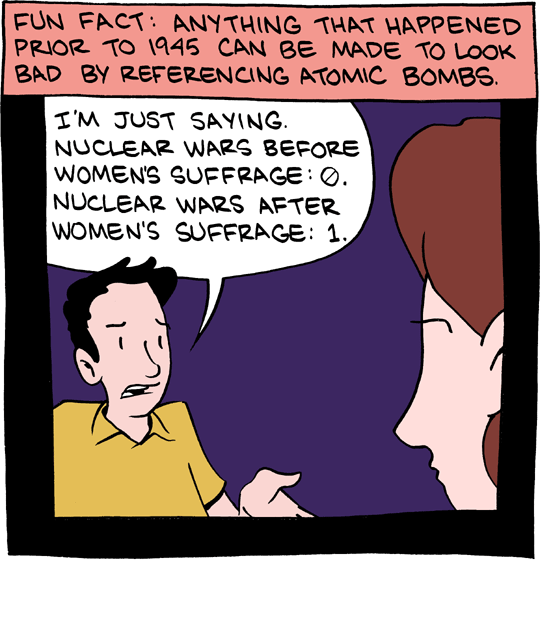 FUN FACT: ANYTHING THAT HAPPENED
PRIOR TO 1945 CAN BE MADE TO LOOK
BAD BY REFERENCING ATOMIC BOMBS.
I'M JUST SAYING.
NUCLEAR WARS BEFORE
WOMEN'S SUFFRAGE: 0.
NUCLEAR WARS AFTER
WOMEN'S SUFFRAGE: 1.